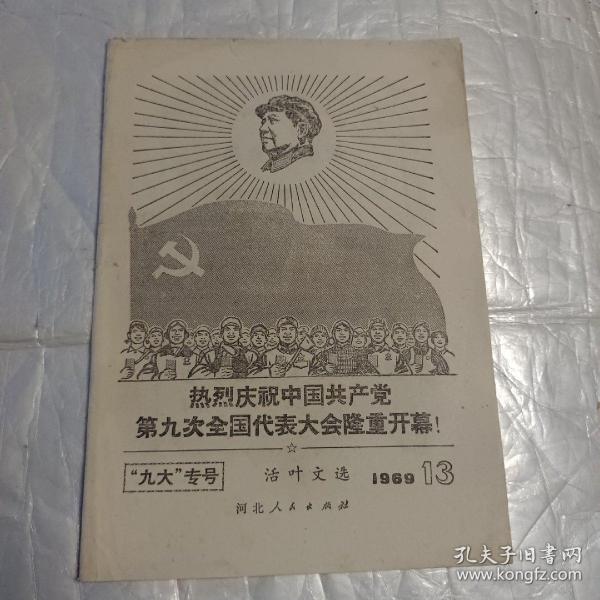 热烈庆祝中国共产党
第九次全国代表大会隆重开幕!
“九大”专号
活叶文选 1969 13
河北人民出版社
孔夫子旧书网
www.kongfz.com